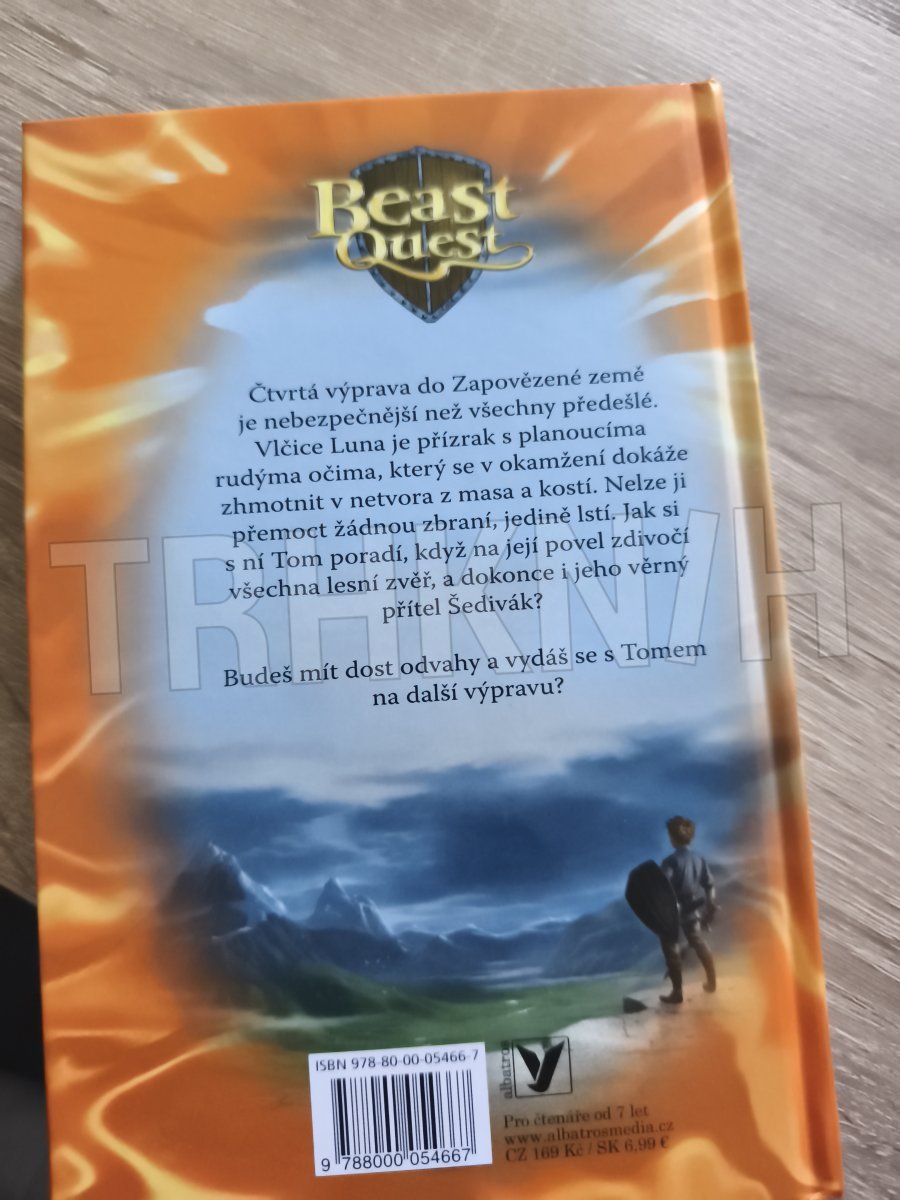 Beast
Quest
Čtvrtá výprava do Zapovězené země
je nebezpečnější než všechny předešlé.
Vlčice Luna je přízrak s planoucíma
rudýma očima, který se v okamžení dokáže
zhmotnit v netvora z masa a kostí. Nelze ji
přemoct žádnou zbraní, jedině lstí. Jak si
s ní Tom poradí, když na její povel zdivočí
všechna lesní zvěř, a dokonce i jeho věrný
přítel Šedivák?
Budeš mít dost odvahy a vydáš se s Tomem
na další výpravu?
TRHKNIH
ISBN 978-80-00-05466-7
9 788000 054667
albatros
Pro čtenáře od 7 let
www.albatrosmedia.cz
CZ 169 Kč / SK 6,99 €